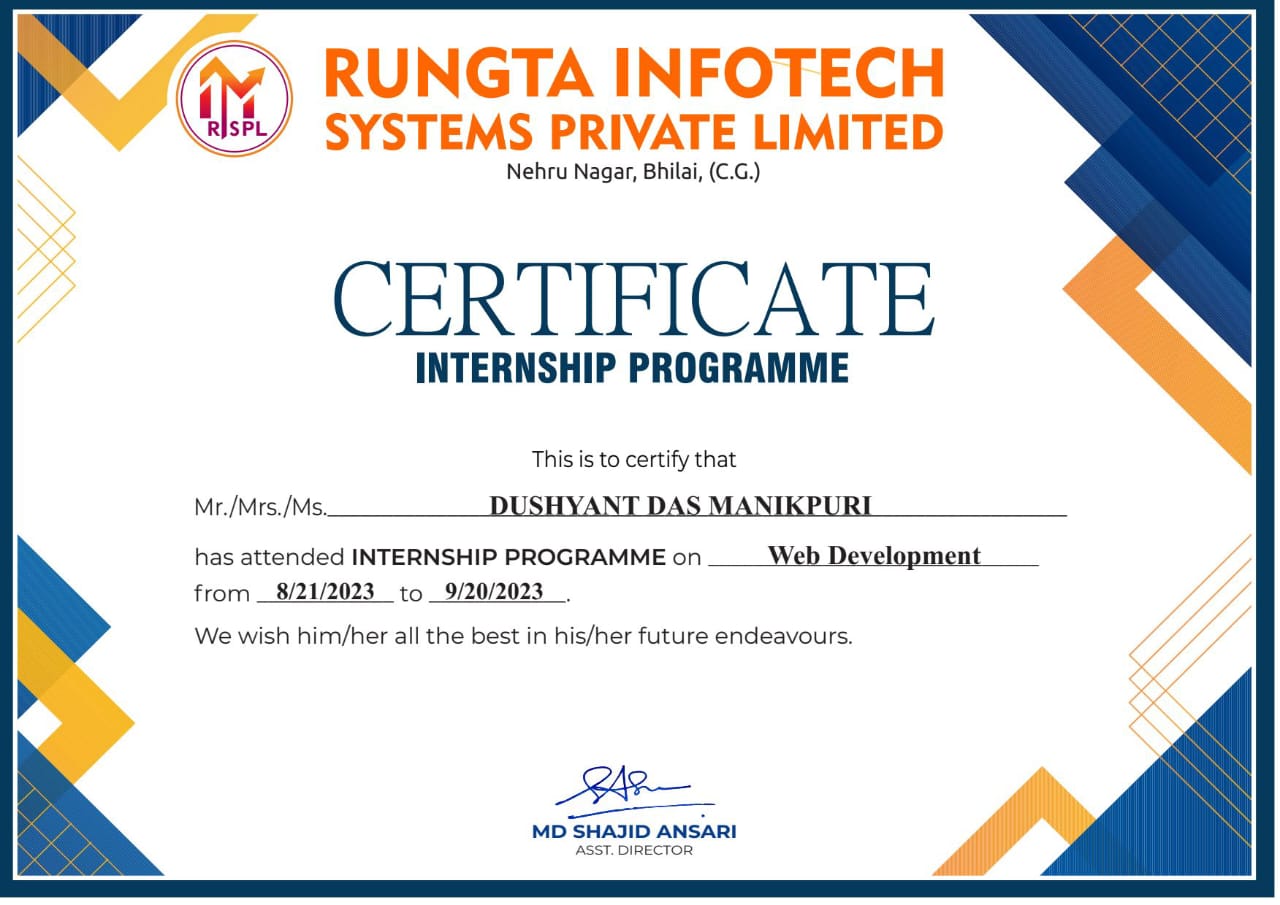 RISPL
RUNGTA INFOTECH
SYSTEMS PRIVATE LIMITED
Nehru Nagar, Bhilai, (C.G.)
CERTIFICATE
INTERNSHIP PROGRAMME
This is to certify that
Mr./Mrs./Ms. DUSHYANT DAS MANIKPURI
has attended INTERNSHIP PROGRAMME on Web Development
from 8/21/2023 to 9/20/2023.
We wish him/her all the best in his/her future endeavours.
MD SHAJID ANSARI
ASST. DIRECTOR